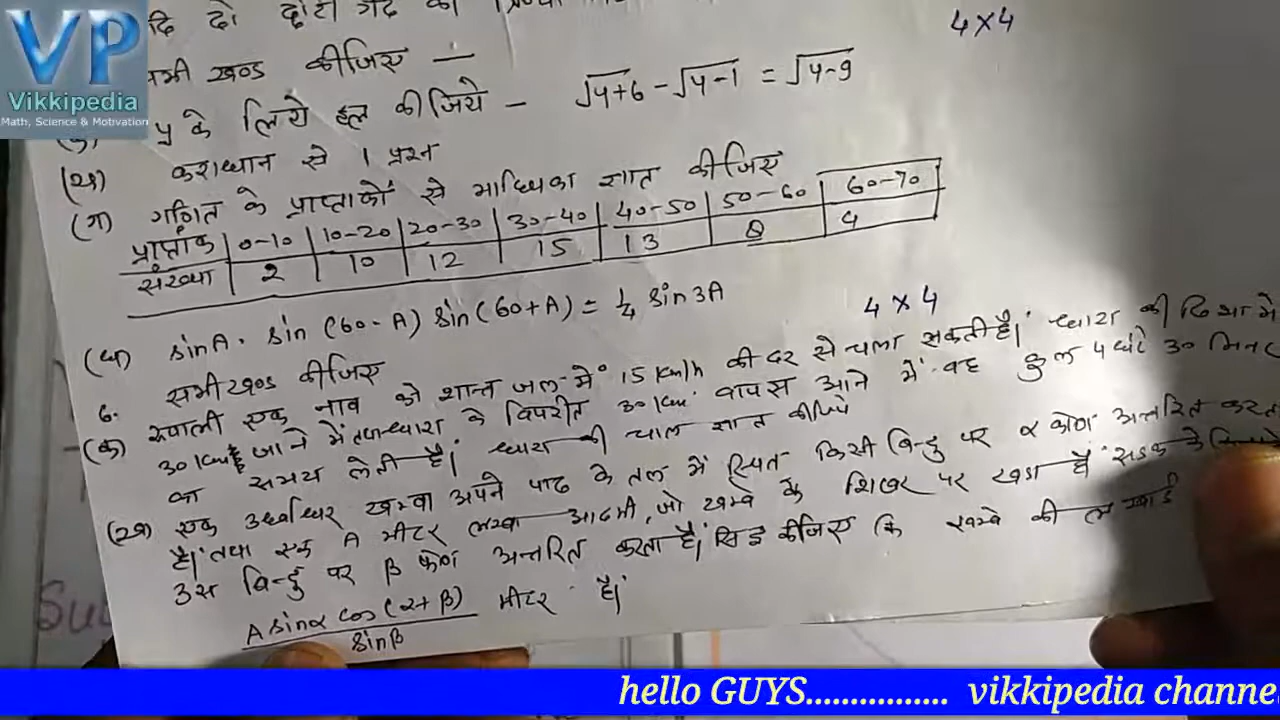 VP
Vikkipedia
Math, Science & Motivation
4×4
खण्ड कीजिए —
y के लिये हल कीजिये - √y+6 - √y-1 = √y-9
(ख) कराधान से 1 प्रश्न
(ग) गणित के प्राप्तांकों से माध्यिका ज्ञात कीजिए
प्राप्तांक 0-10 10-20 20-30 30-40 40-50 50-60 60-70
संख्या 2 10 12 15 13 8 4
(घ) sinA. sin (60-A) sin (60+A) = ¼ sin3A
6. सभी खण्ड कीजिए 4×4
(क) रूपाली एक नाव को शान्त जल में 15 km/h की दर से चला सकती है। धारा की दिशा में
30 km जाने में तथा धारा के विपरीत 30 km वापस आने में वह कुल 4 घंटे 30 मिनट
का समय लेती है। धारा की चाल ज्ञात कीजिये
(ख) एक उर्ध्वाधर खम्बा अपने पाद के तल में स्थित किसी बिन्दु पर α कोण अन्तरित करता
है। तथा एक A मीटर लम्बा आदमी, जो खम्बे के शिखर पर खडा है
उस बिन्दु पर β कोण अन्तरित करता है। सिद्ध कीजिए कि खम्बे की लम्बाई
A sinα cos (α+β) / sinβ मीटर है।
hello GUYS................ vikkipedia channe